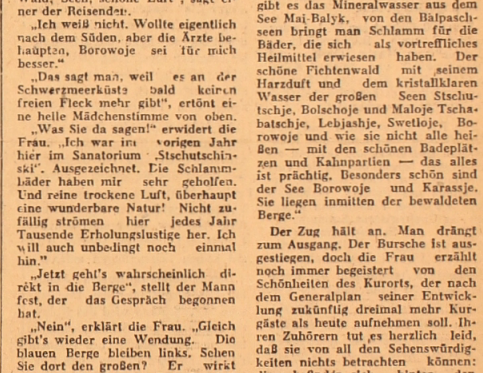 Wald, Seen, schöne Luft", sagt ei-
ner der Reisenden.
„Ich weiß nicht. Wollte eigentlich
nach dem Süden, aber die Ärzte be-
haupten, Borowoje sei für mich
besser."
„Das sagt man, weil es an der
Schwerzmeerküste bald keinen
freien Fleck mehr gibt", ertönt ei-
ne helle Mädchenstimme von oben.
„Was Sie da sagen!" erwidert die
Frau. „Ich war im vorigen Jahr
hier im Sanatorium „Stschutschin-
ski". Ausgezeichnet. Die Schlamm-
bäder haben mir sehr geholfen.
Und reine trockene Luft, überhaupt
eine wunderbare Natur! Nicht zu-
fällig strömen hier jedes Jahr
Tausende Erholungslustige her. Ich
will auch unbedingt noch einmal
hin."
„Jetzt geht's wahrscheinlich di-
rekt in die Berge", stellt der Mann
fest, der das Gespräch begonnen
hat.
„Nein", erklärt die Frau. „Gleich
gibt's wieder eine Wendung. Die
blauen Berge bleiben links. Sehen
Sie dort den großen? Er wirkt
gibt es das Mineralwasser aus dem
See Mai-Balyk, von den Balpasch-
seen bringt man Schlamm für die
Bäder, die sich als vortreffliches
Heilmittel erwiesen haben. Der
schöne Fichtenwald mit seinem
Harzduft und dem kristallklaren
Wasser der großen Seen Stschu-
tschje, Bolschoje und Maloje Tscha-
batschje, Lebjashje, Swetloje, Bo-
rowoje und wie sie nicht alle hei-
ßen — mit den schönen Badeplät-
zen und Kahnpartien — das alles
ist prächtig. Besonders schön sind
der See Borowoje und Karassje.
Sie liegen inmitten der bewaldeten
Berge."
Der Zug hält an. Man drängt
zum Ausgang. Der Bursche ist aus-
gestiegen, doch die Frau erzählt
noch immer begeistert von den
Schönheiten des Kurorts, der nach
dem Generalplan seiner Entwick-
lung zukünftig dreimal mehr Kur-
gäste als heute aufnehmen soll. Ih-
ren Zuhörern tut es herzlich leid,
daß sie von all den Sehenswürdig-
keiten nichts betrachten können: